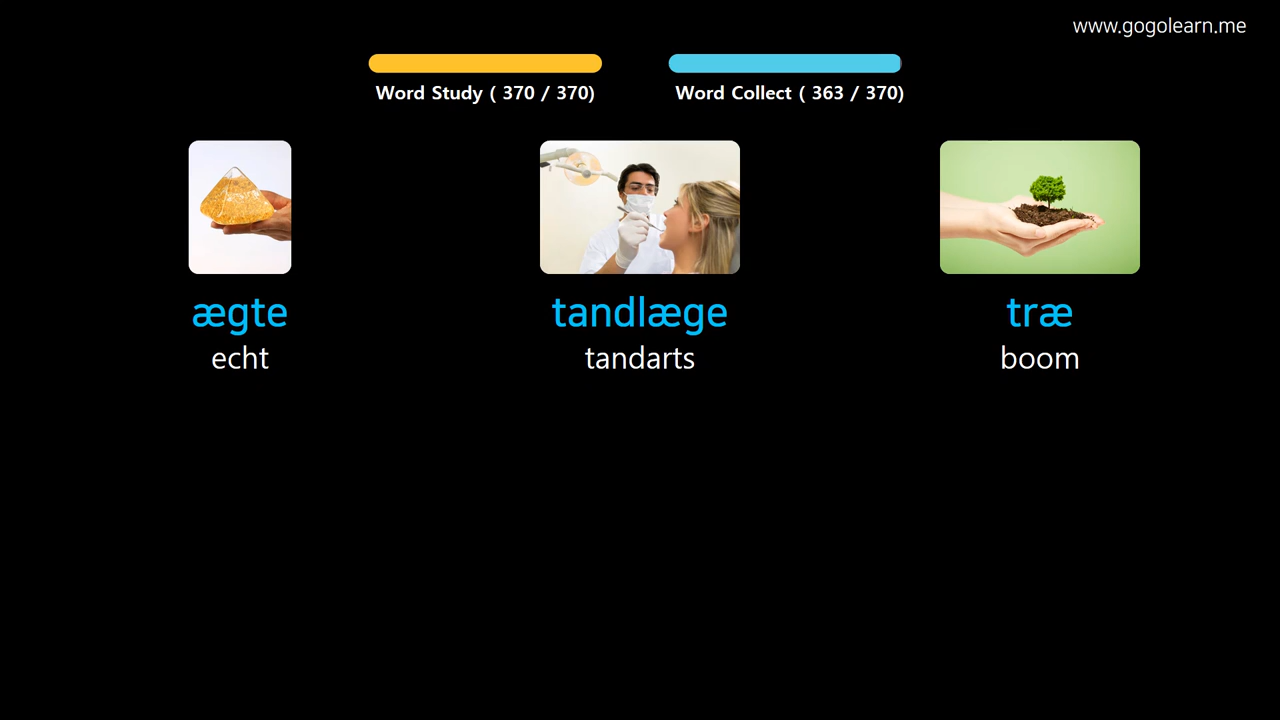 www.gogolearn.me
Word Study ( 370 / 370)
Word Collect ( 363 / 370)
ægte
echt
tandlæge
tandarts
træ
boom